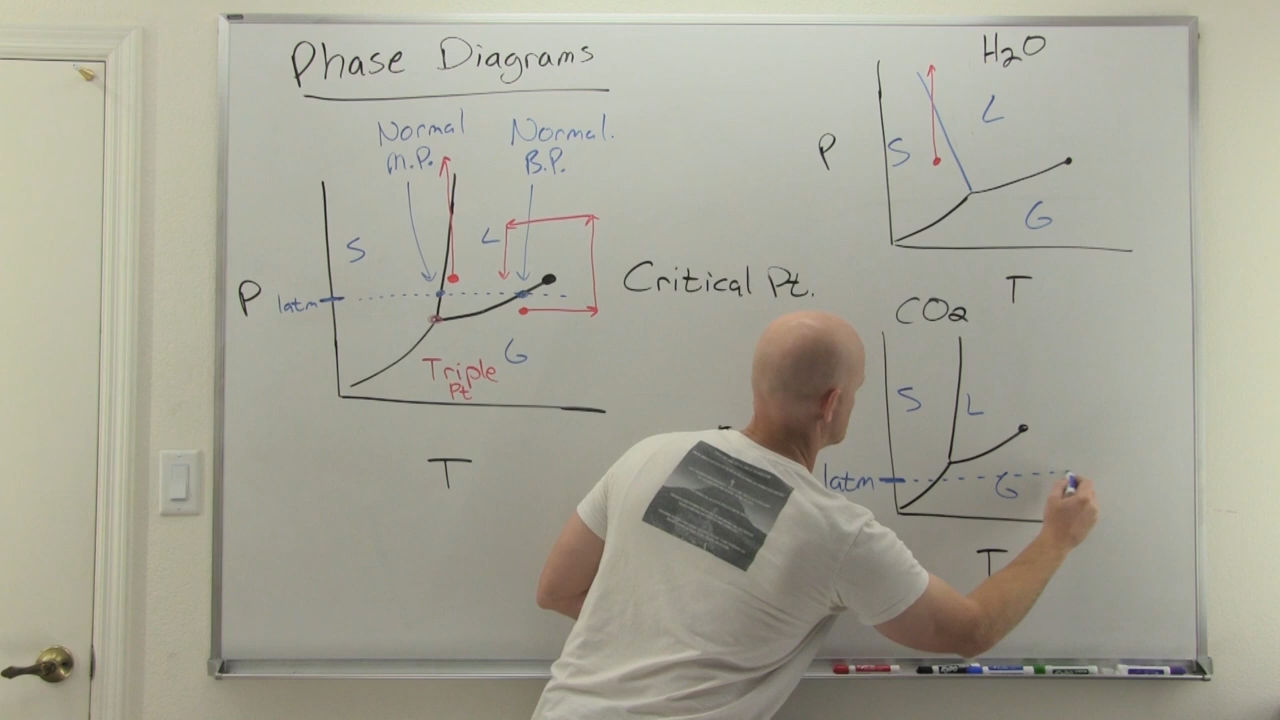 Phase Diagrams
Normal
M.P.
Normal.
B.P.
S
L
P
1atm
G
Triple
Pt
T
Critical Pt.
H2O
P
S
L
G
T
CO2
S
L
1atm
G
T